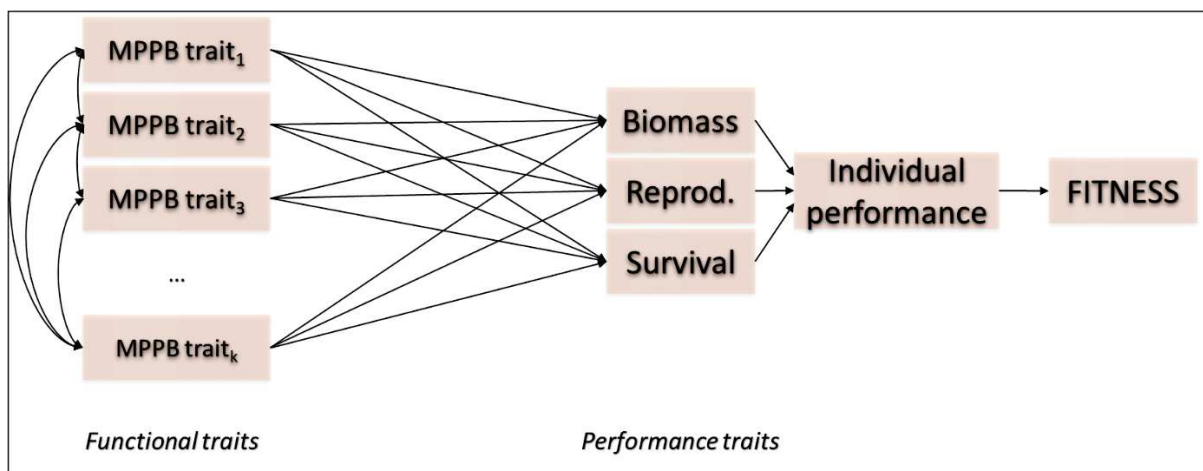 MPPB trait₁
MPPB trait₂
MPPB trait₃
...
MPPB traitₖ
Functional traits
Biomass
Reprod.
Survival
Performance traits
Individual
performance
FITNESS